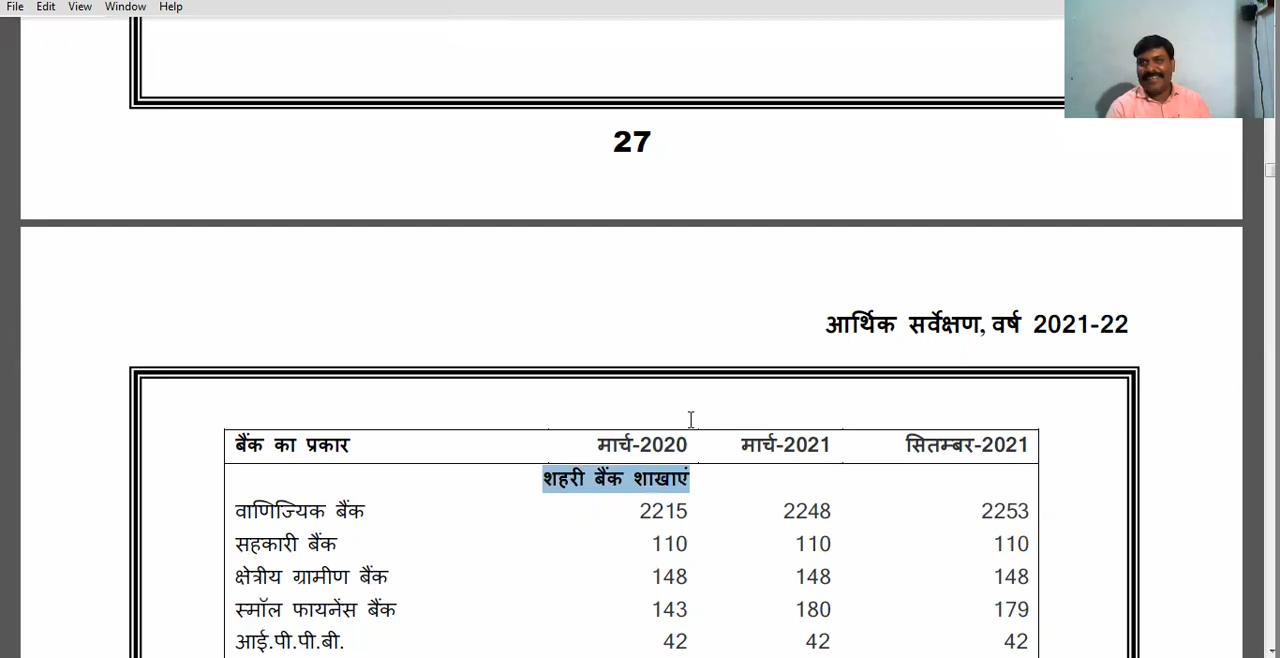 File Edit View Window Help
27
आर्थिक सर्वेक्षण, वर्ष 2021-22
बैंक का प्रकार मार्च-2020 मार्च-2021 सितम्बर-2021
शहरी बैंक शाखाएं
वाणिज्यिक बैंक 2215 2248 2253
सहकारी बैंक 110 110 110
क्षेत्रीय ग्रामीण बैंक 148 148 148
स्मॉल फायनेंस बैंक 143 180 179
आई.पी.पी.बी. 42 42 42